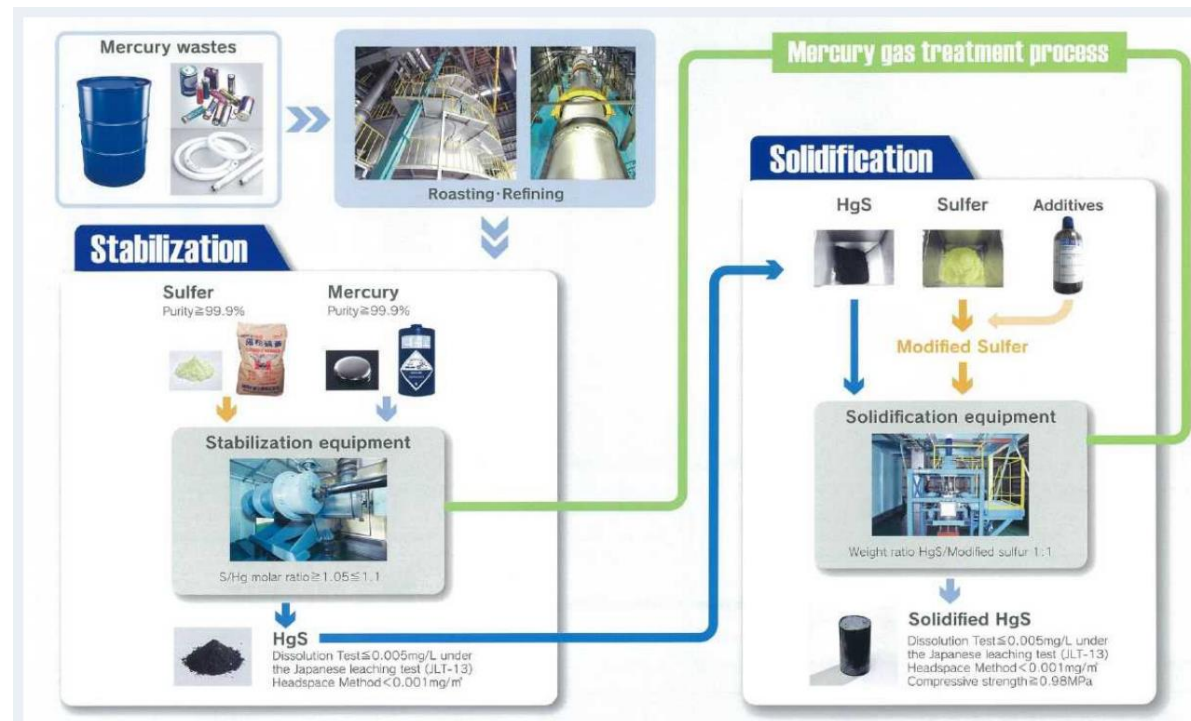 Mercury wastes
Roasting·Refining
Mercury gas treatment process
Stabilization
Sulfer
Purity≧99.9%
Mercury
Purity≧99.9%
Stabilization equipment
S/Hg molar ratio≧1.05≦1.1
HgS
Dissolution Test≦0.005mg/L under
the Japanese leaching test (JLT-13)
Headspace Method<0.001mg/㎥
Solidification
HgS
Sulfer
Additives
Modified Sulfer
Solidification equipment
Weight ratio HgS/Modified sulfur 1:1
Solidified HgS
Dissolution Test≦0.005mg/L under
the Japanese leaching test (JLT-13)
Headspace Method<0.001mg/㎥
Compressive strength≧0.98MPa